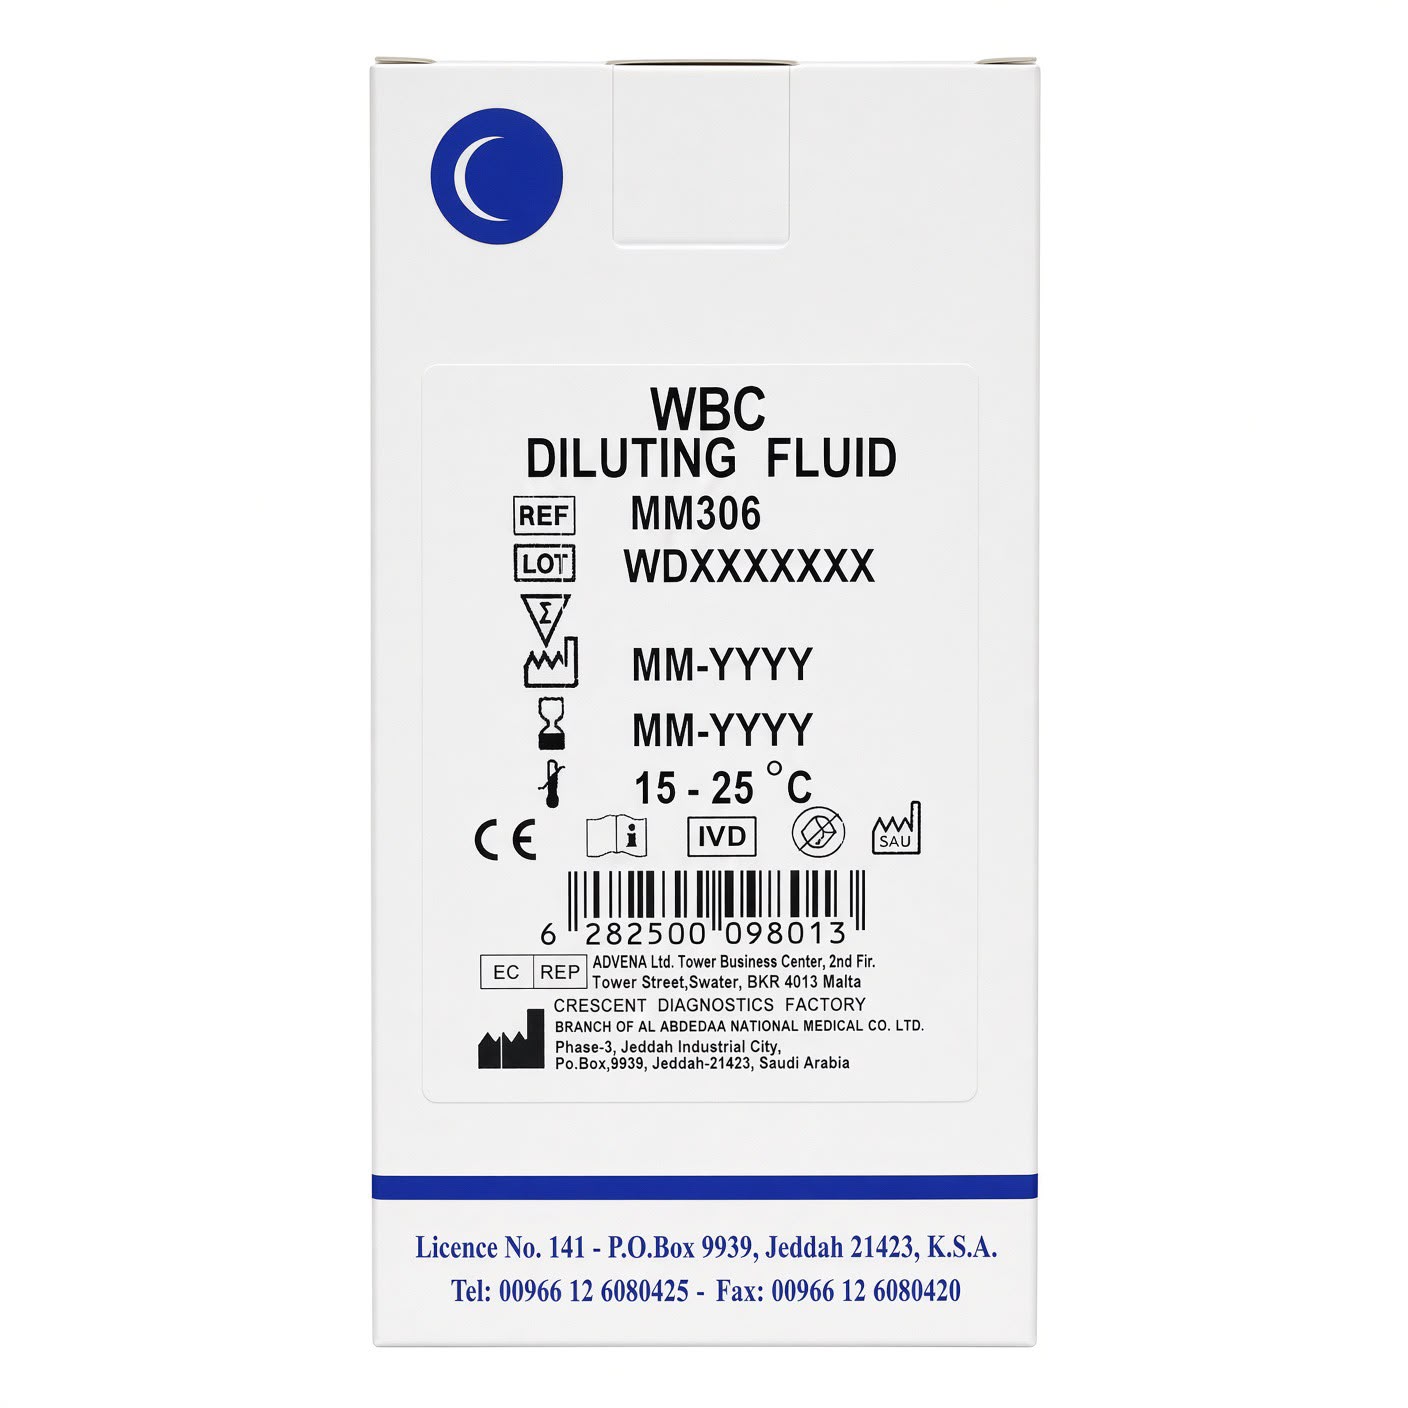 WBC
DILUTING FLUID
REF MM306
LOT WDXXXXXXX
Σ
MM-YYYY
MM-YYYY
15 - 25 °C
CE i IVD SAU
6 282500 098013
EC REP ADVENA Ltd. Tower Business Center, 2nd Fir.
Tower Street,Swater, BKR 4013 Malta
CRESCENT DIAGNOSTICS FACTORY
BRANCH OF AL ABDEDAA NATIONAL MEDICAL CO. LTD.
Phase-3, Jeddah Industrial City,
Po.Box,9939, Jeddah-21423, Saudi Arabia
Licence No. 141 - P.O.Box 9939, Jeddah 21423, K.S.A.
Tel: 00966 12 6080425 - Fax: 00966 12 6080420